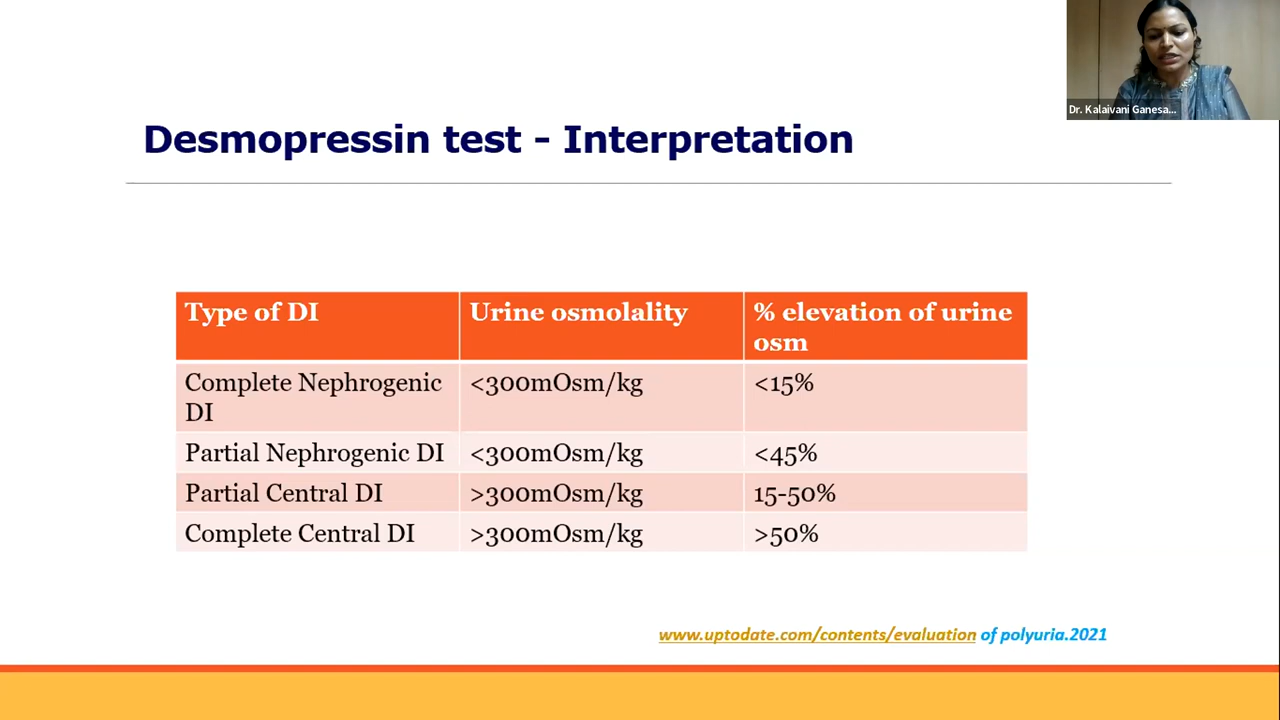 Dr. Kalaivani Ganesa...
Desmopressin test - Interpretation
Type of DI
Urine osmolality
% elevation of urine
osm
Complete Nephrogenic
DI
<300mOsm/kg
<15%
Partial Nephrogenic DI
<300mOsm/kg
<45%
Partial Central DI
>300mOsm/kg
15-50%
Complete Central DI
>300mOsm/kg
>50%
www.uptodate.com/contents/evaluation of polyuria.2021